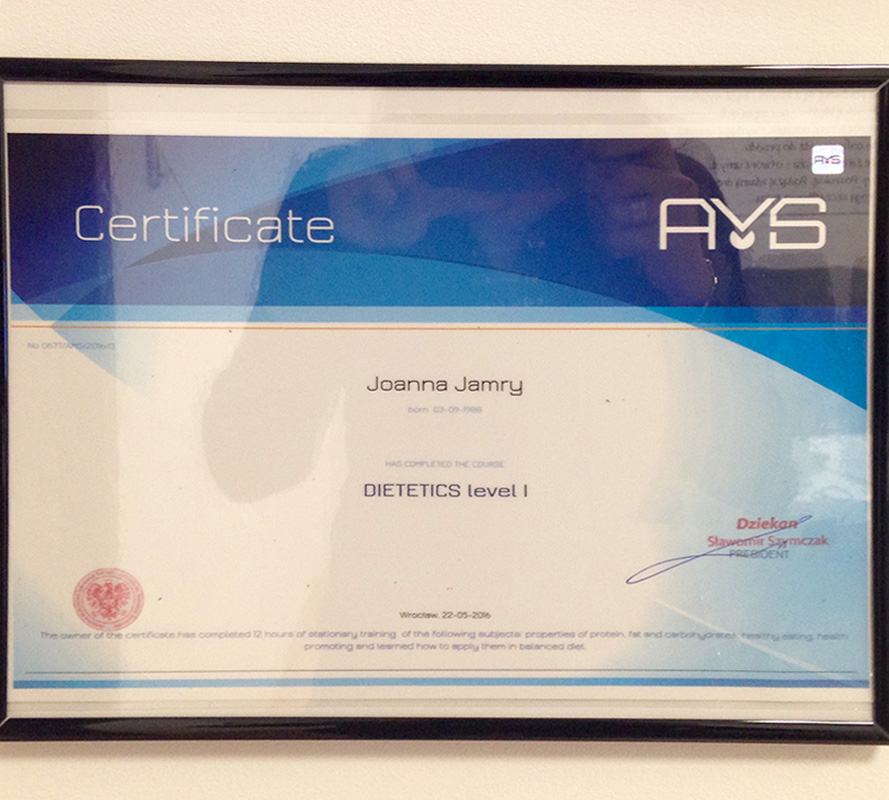 AYS
Certificate
AYS
Joanna Jamry
born 03-09-1988
HAS COMPLETED THE COURSE
DIETETICS level I
Dziekan
Sławomir Szymczak
PRESIDENT
Wrocław, 22-05-2016
The owner of the certificate has completed 12 hours of stationary training of the following subjects: properties of protein, fat and carbohydrates, healthy eating, health
promoting and learned how to apply them in balanced diet.